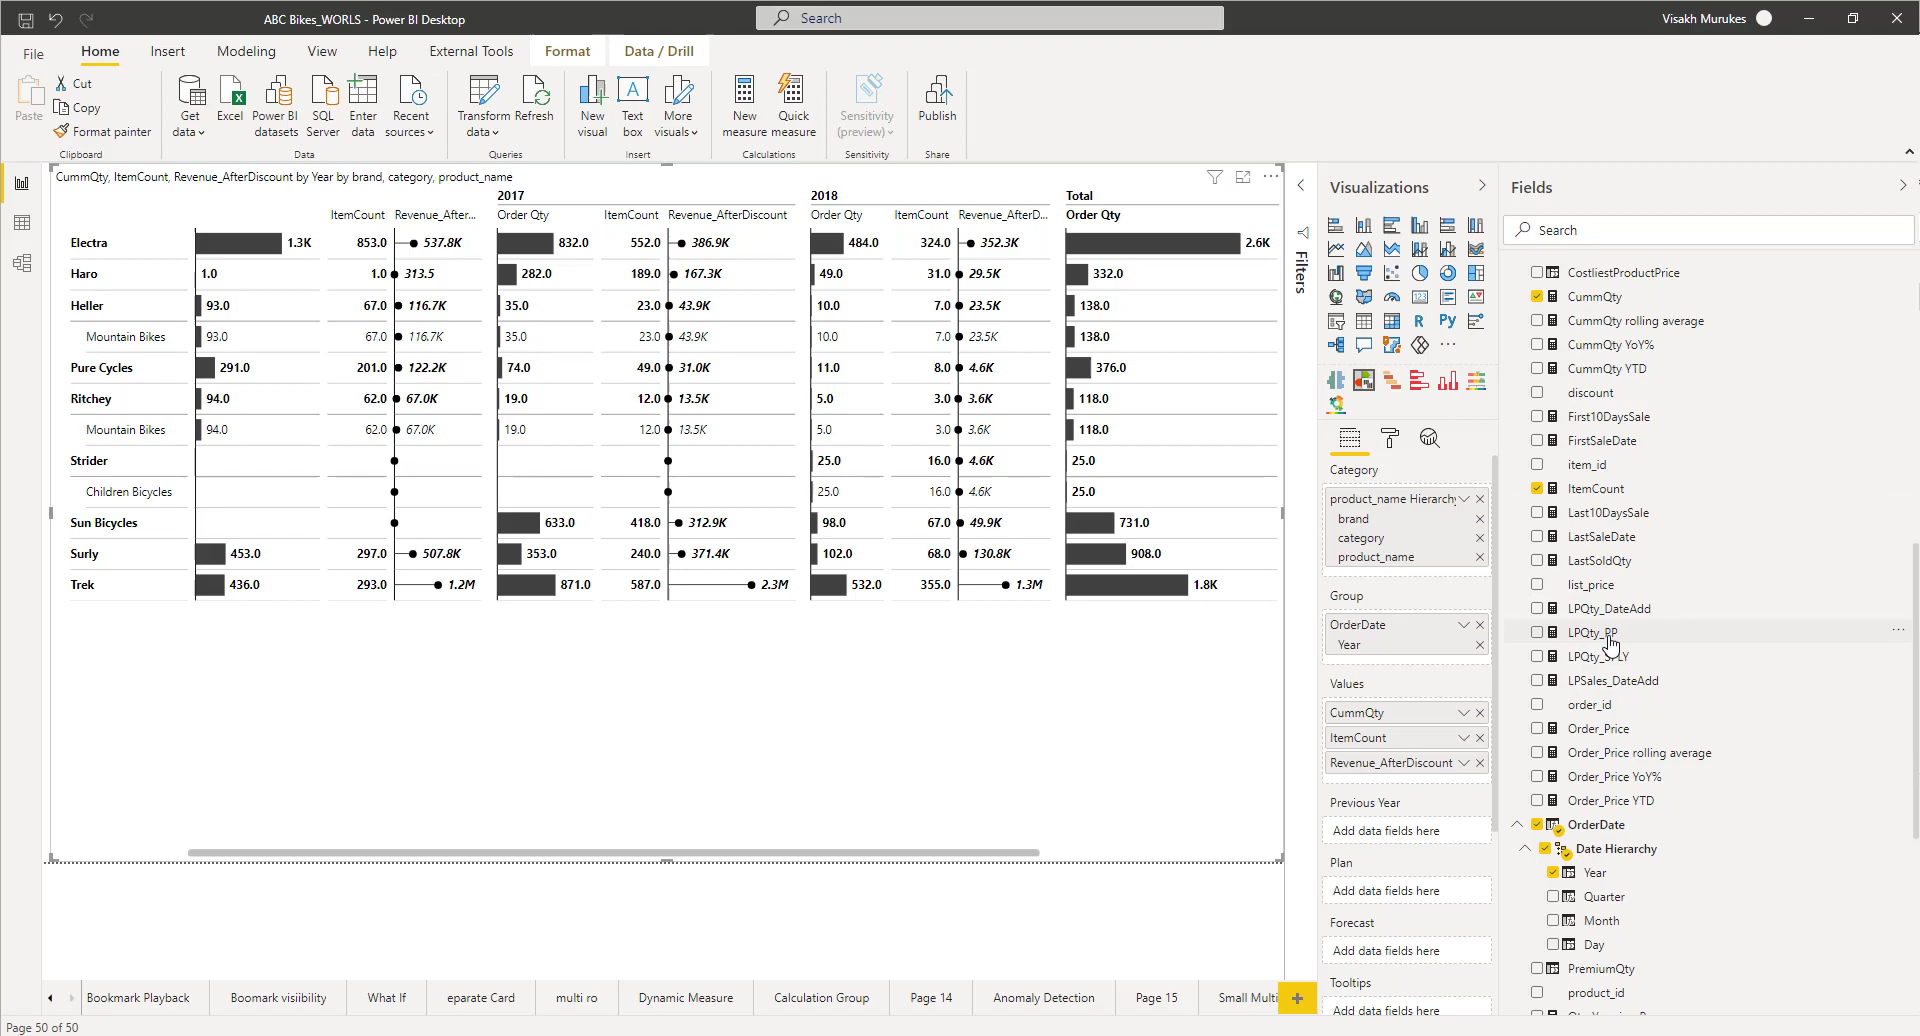 ABC Bikes_WORLS - Power BI Desktop
Search
Visakh Murukes
File
Home
Insert
Modeling
View
Help
External Tools
Format
Data / Drill
Paste
Cut
Copy
Format painter
Clipboard
Get data
Excel
Power BI datasets
SQL Server
Enter data
Recent sources
Data
Transform data
Refresh
Queries
New visual
Text box
More visuals
Insert
New measure
Quick measure
Calculations
Sensitivity (preview)
Sensitivity
Publish
Share
CummQty, ItemCount, Revenue_AfterDiscount by Year by brand, category, product_name
2017 2018 Total
ItemCount Revenue_After... Order Qty ItemCount Revenue_AfterDiscount Order Qty ItemCount Revenue_AfterD... Order Qty
Electra 1.3K 853.0 537.8K 832.0 552.0 386.9K 484.0 324.0 352.3K 2.6K
Haro 1.0 1.0 313.5 282.0 189.0 167.3K 49.0 31.0 29.5K 332.0
Heller 93.0 67.0 116.7K 35.0 23.0 43.9K 10.0 7.0 23.5K 138.0
Mountain Bikes 93.0 67.0 116.7K 35.0 23.0 43.9K 10.0 7.0 23.5K 138.0
Pure Cycles 291.0 201.0 122.2K 74.0 49.0 31.0K 11.0 8.0 4.6K 376.0
Ritchey 94.0 62.0 67.0K 19.0 12.0 13.5K 5.0 3.0 3.6K 118.0
Mountain Bikes 94.0 62.0 67.0K 19.0 12.0 13.5K 5.0 3.0 3.6K 118.0
Strider 25.0 16.0 4.6K 25.0
Children Bicycles 25.0 16.0 4.6K 25.0
Sun Bicycles 633.0 418.0 312.9K 98.0 67.0 49.9K 731.0
Surly 453.0 297.0 507.8K 353.0 240.0 371.4K 102.0 68.0 130.8K 908.0
Trek 436.0 293.0 1.2M 871.0 587.0 2.3M 532.0 355.0 1.3M 1.8K
Filters
Visualizations
R
Py
Category
product_name Hierarchy
brand
category
product_name
Group
OrderDate
Year
Values
CummQty
ItemCount
Revenue_AfterDiscount
Previous Year
Add data fields here
Plan
Add data fields here
Forecast
Add data fields here
Tooltips
Add data fields here
Fields
Search
CostliestProductPrice
CummQty
CummQty rolling average
CummQty YoY%
CummQty YTD
discount
First10DaysSale
FirstSaleDate
item_id
ItemCount
Last10DaysSale
LastSaleDate
LastSoldQty
list_price
LPQty_DateAdd
LPQty_PP
LPSales_DateAdd
order_id
Order_Price
Order_Price rolling average
Order_Price YoY%
Order_Price YTD
OrderDate
Date Hierarchy
Year
Quarter
Month
Day
PremiumQty
product_id
Bookmark Playback
Boomark visiibility
What If
eparate Card
multi ro
Dynamic Measure
Calculation Group
Page 14
Anomaly Detection
Page 15
Small Multi
Page 50 of 50